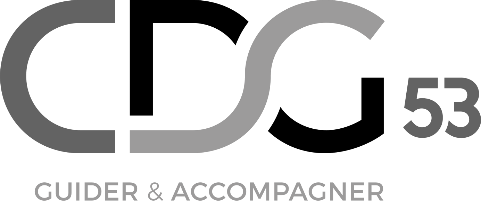 CDG 53
GUIDER & ACCOMPAGNER